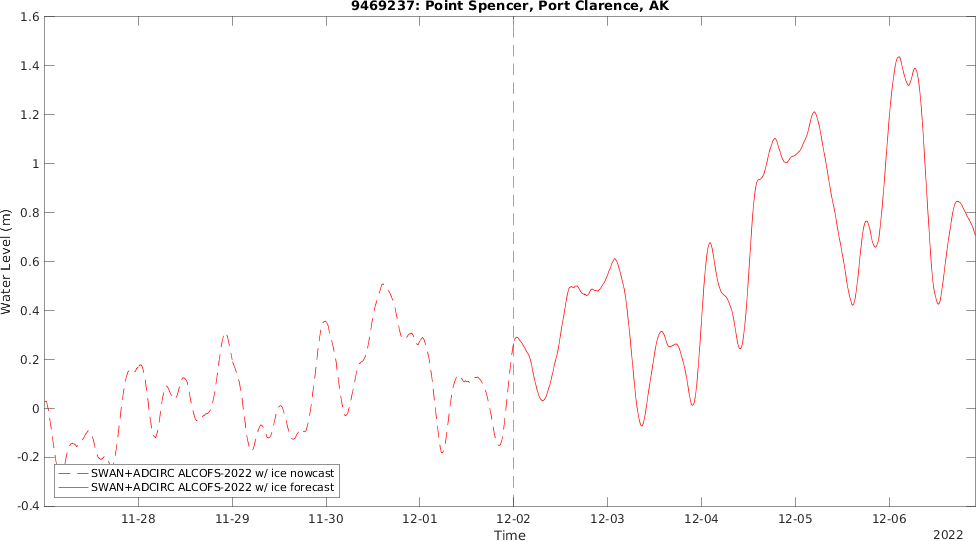 9469237: Point Spencer, Port Clarence, AK
1.6
1.4
1.2
1
0.8
0.6
0.4
0.2
0
-0.2
-0.4
Water Level (m)
SWAN+ADCIRC ALCOFS-2022 w/ ice nowcast
SWAN+ADCIRC ALCOFS-2022 w/ ice forecast
11-28 11-29 11-30 12-01 12-02 12-03 12-04 12-05 12-06
Time
2022